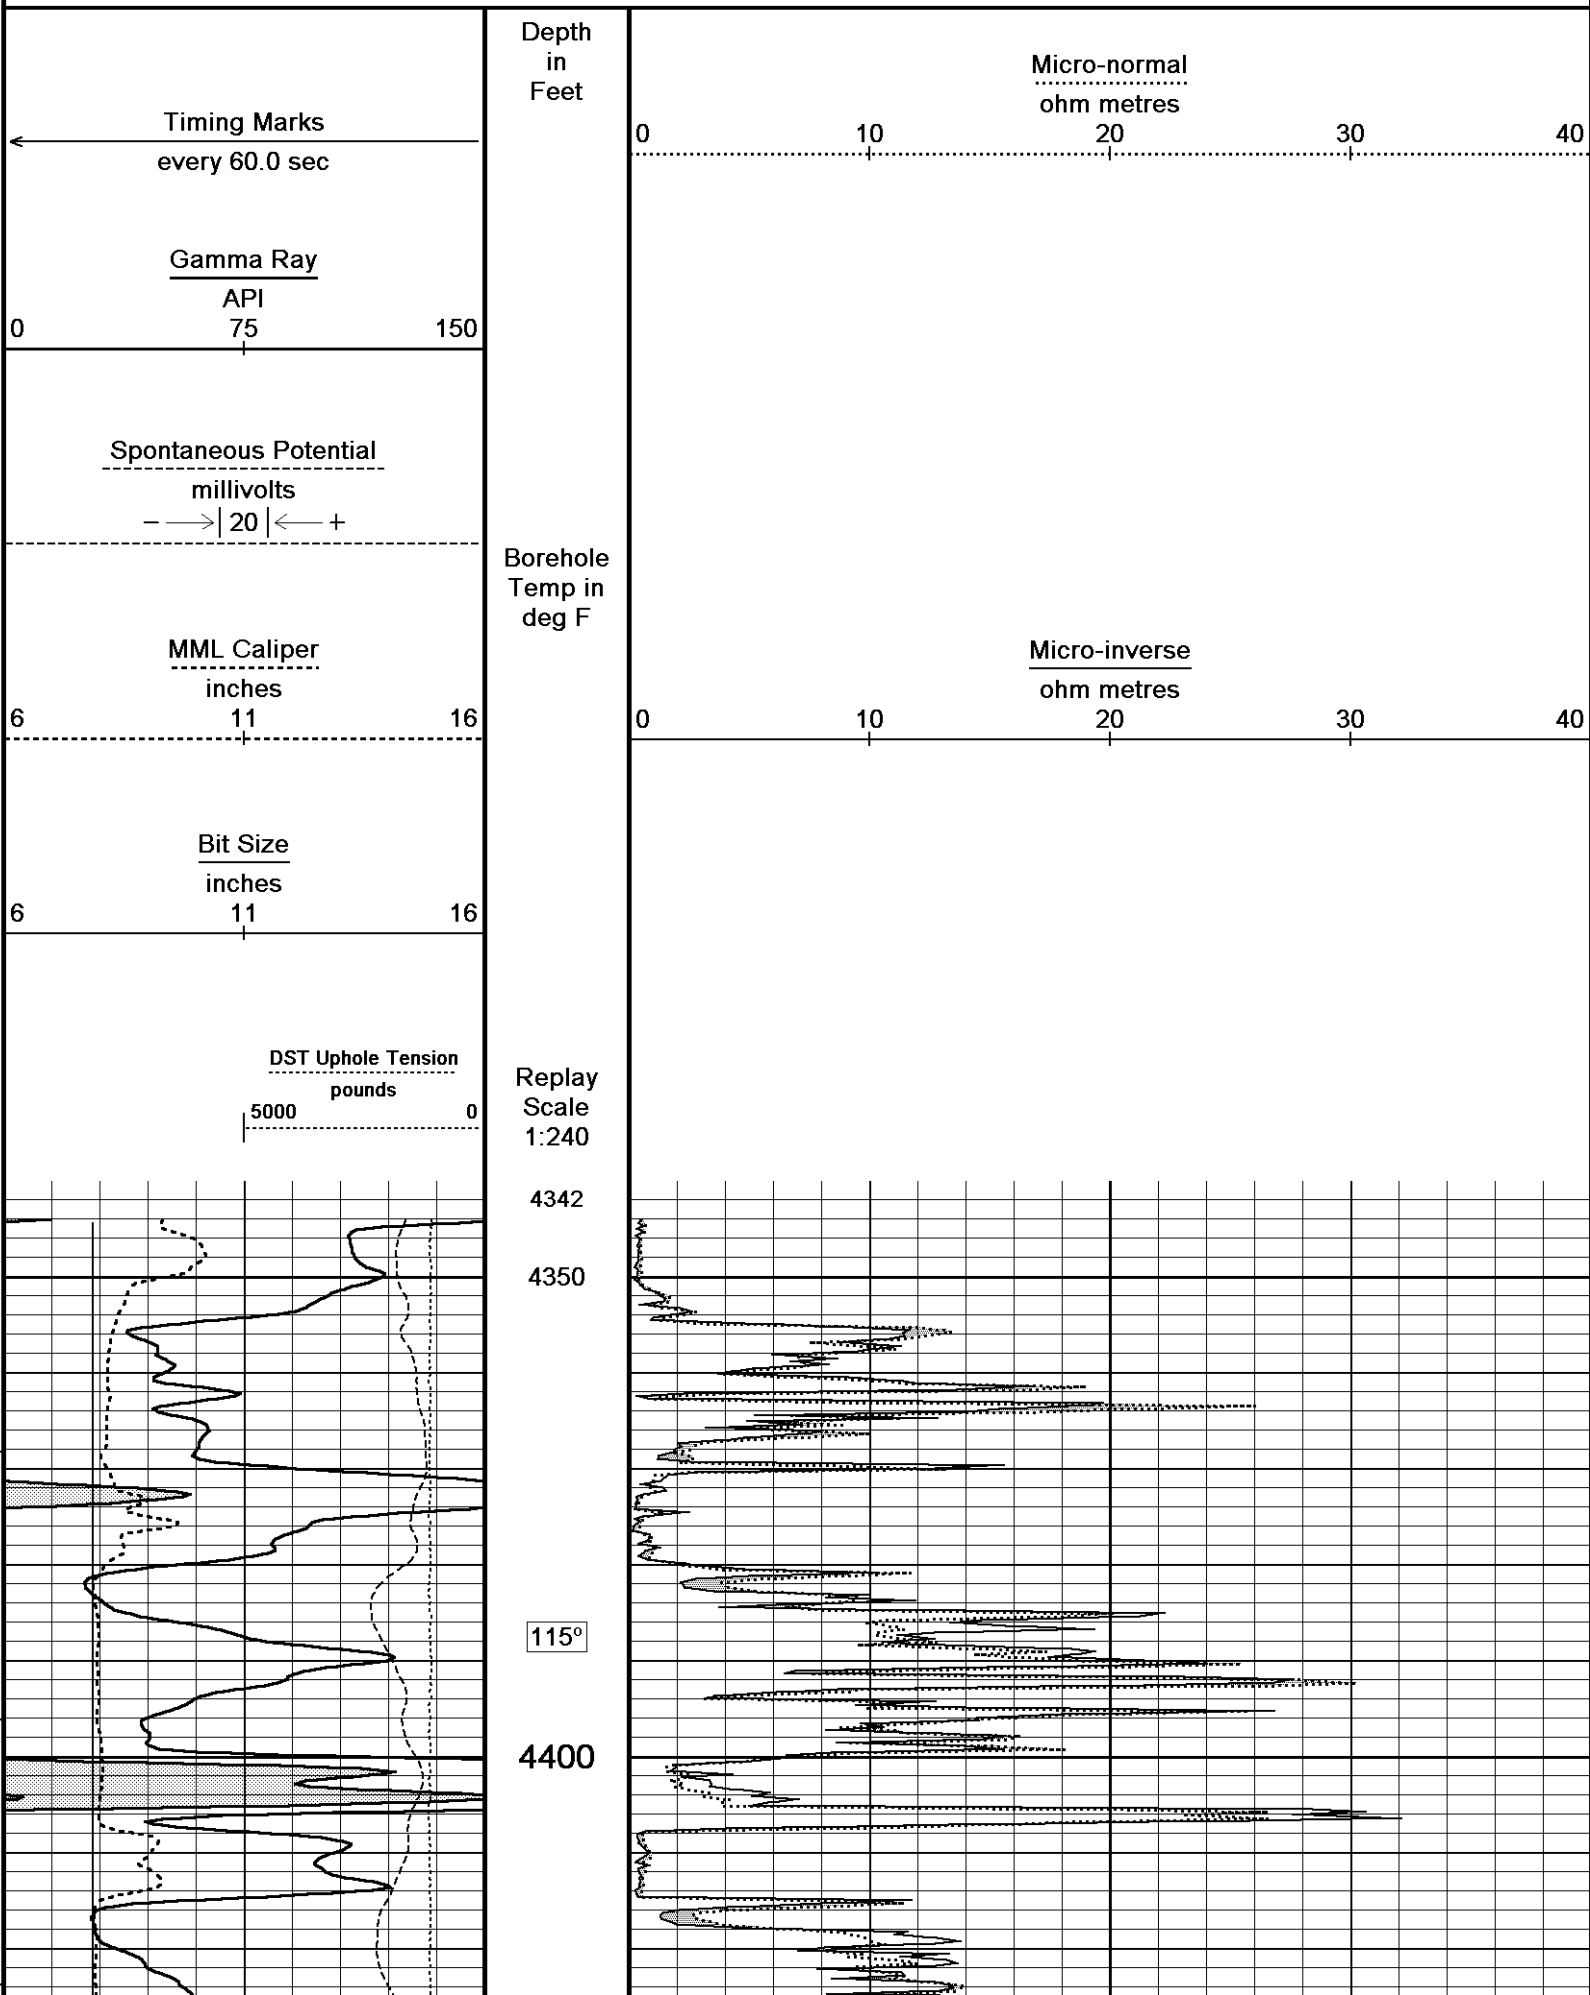 Timing Marks
every 60.0 sec
Gamma Ray
API
0 75 150
Spontaneous Potential
millivolts
− 20 +
MML Caliper
inches
6 11 16
Bit Size
inches
6 11 16
DST Uphole Tension
pounds
5000 0
Depth
in
Feet
Borehole
Temp in
deg F
Replay
Scale
1:240
4342
4350
115º
4400
Micro-normal
ohm metres
0 10 20 30 40
Micro-inverse
ohm metres
0 10 20 30 40